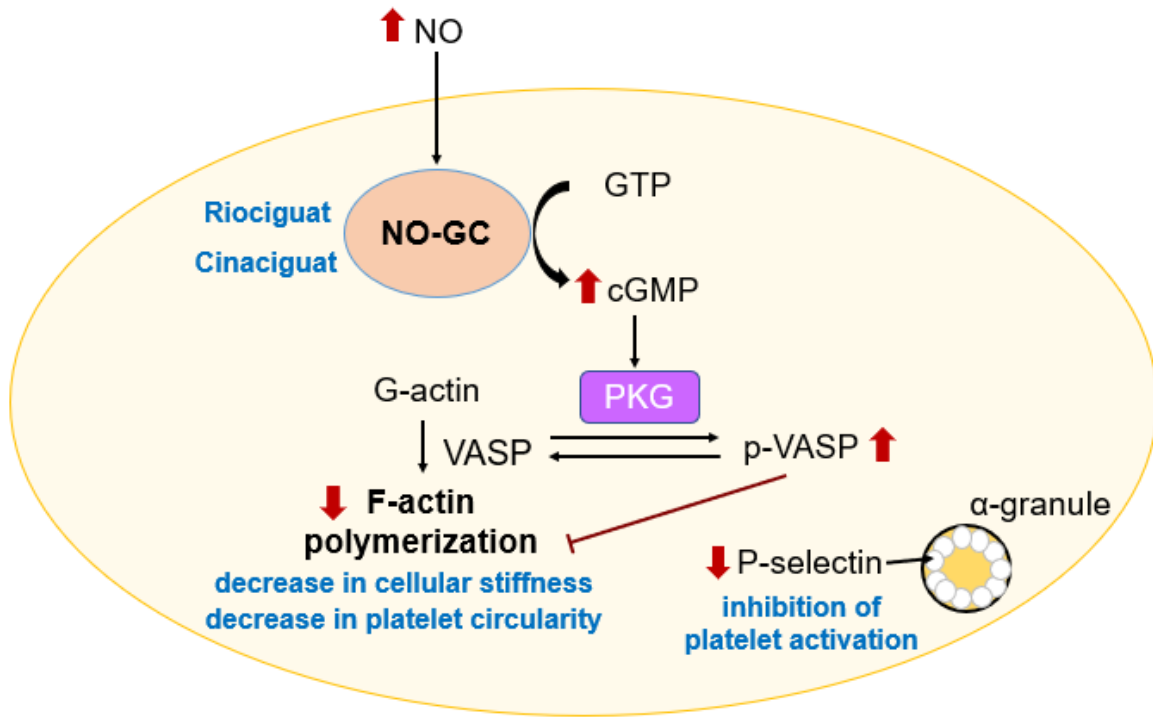 NO
Riociguat
Cinaciguat
NO-GC
GTP
cGMP
PKG
G-actin
VASP
p-VASP
F-actin
polymerization
decrease in cellular stiffness
decrease in platelet circularity
α-granule
P-selectin
inhibition of
platelet activation